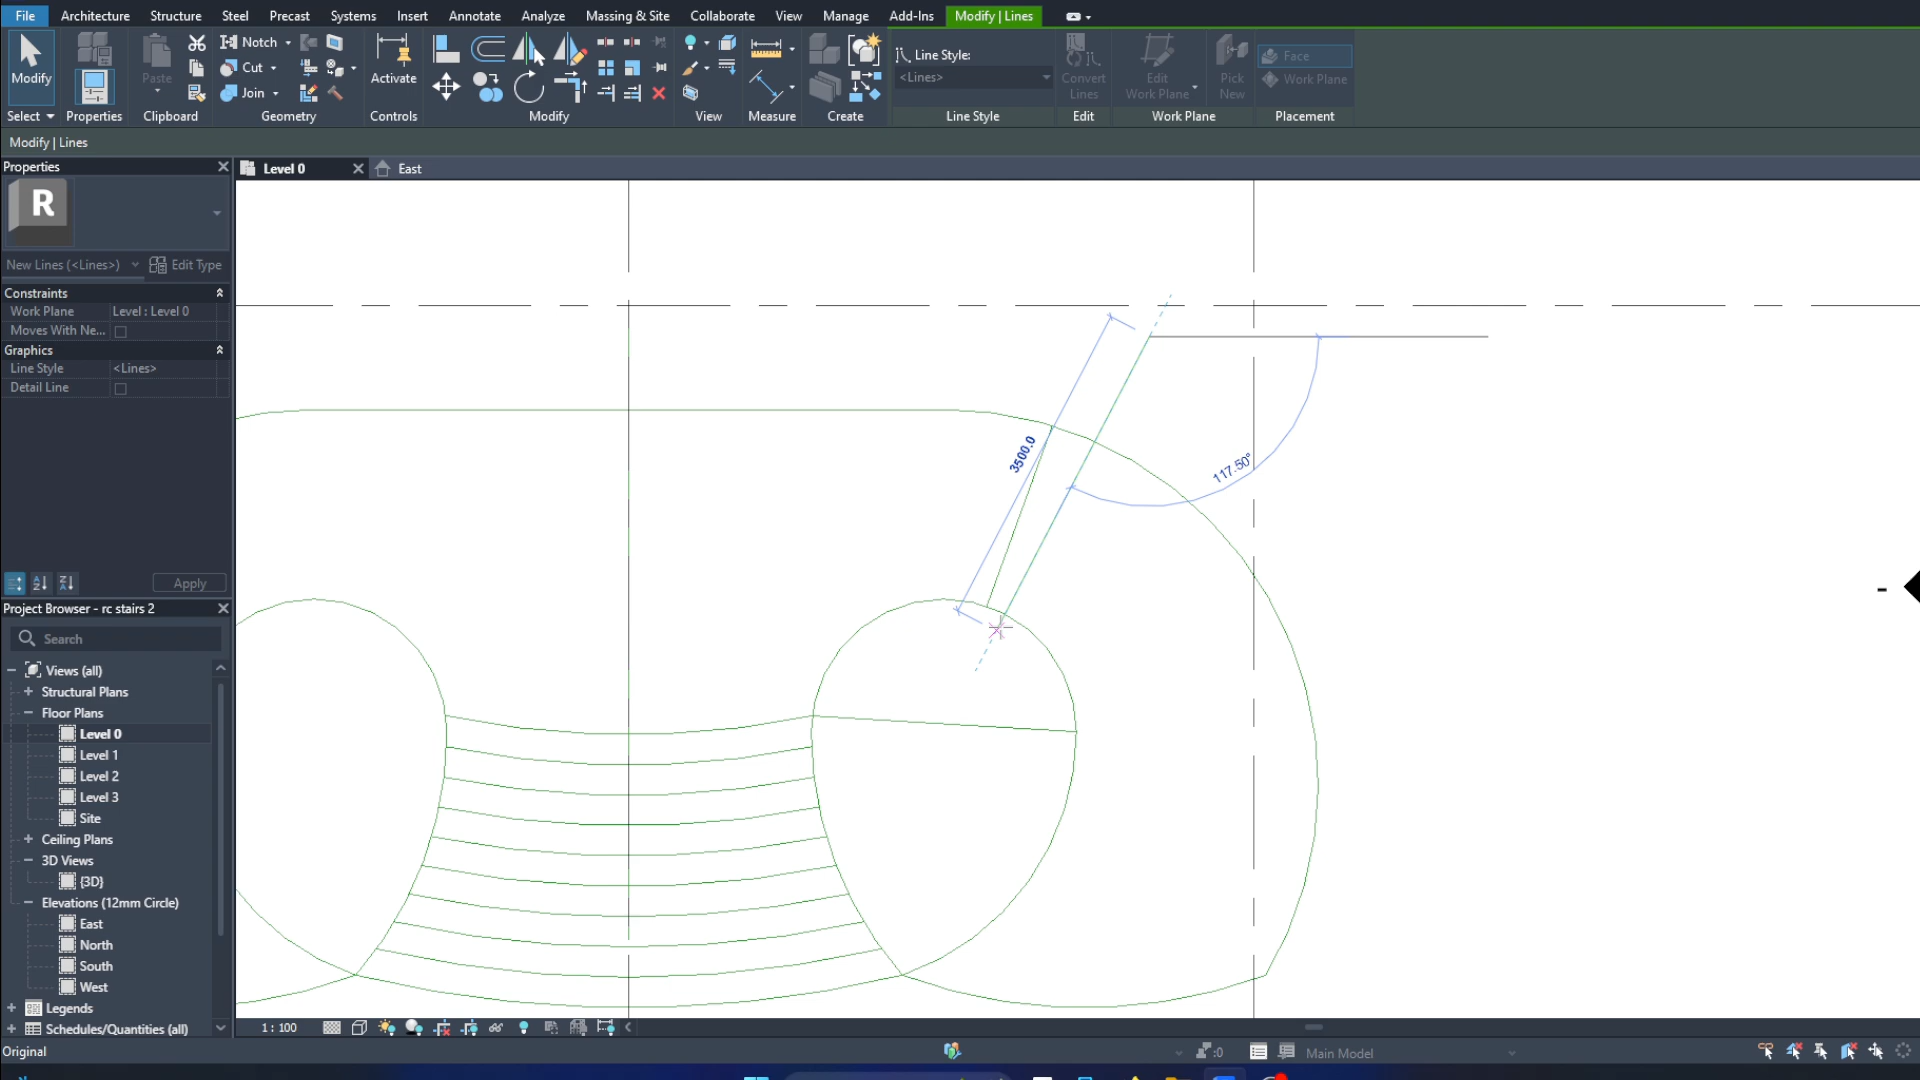 File Architecture Structure Steel Precast Systems Insert Annotate Analyze Massing & Site Collaborate View Manage Add-Ins Modify | Lines
Modify Paste Notch Cut Join Activate Line Style: <Lines> Convert Lines Edit Work Plane Pick New Face Work Plane
Select Properties Clipboard Geometry Controls Modify View Measure Create Line Style Edit Work Plane Placement
Modify | Lines
Properties
Level 0 East
R
New Lines (<Lines>) Edit Type
Constraints
Work Plane Level : Level 0
Moves With Ne...
Graphics
Line Style <Lines>
Detail Line
3500.0
117.50°
Apply
Project Browser - rc stairs 2
Search
Views (all)
Structural Plans
Floor Plans
Level 0
Level 1
Level 2
Level 3
Site
Ceiling Plans
3D Views
{3D}
Elevations (12mm Circle)
East
North
South
West
Legends
Schedules/Quantities (all)
1 : 100
Original :0 Main Model